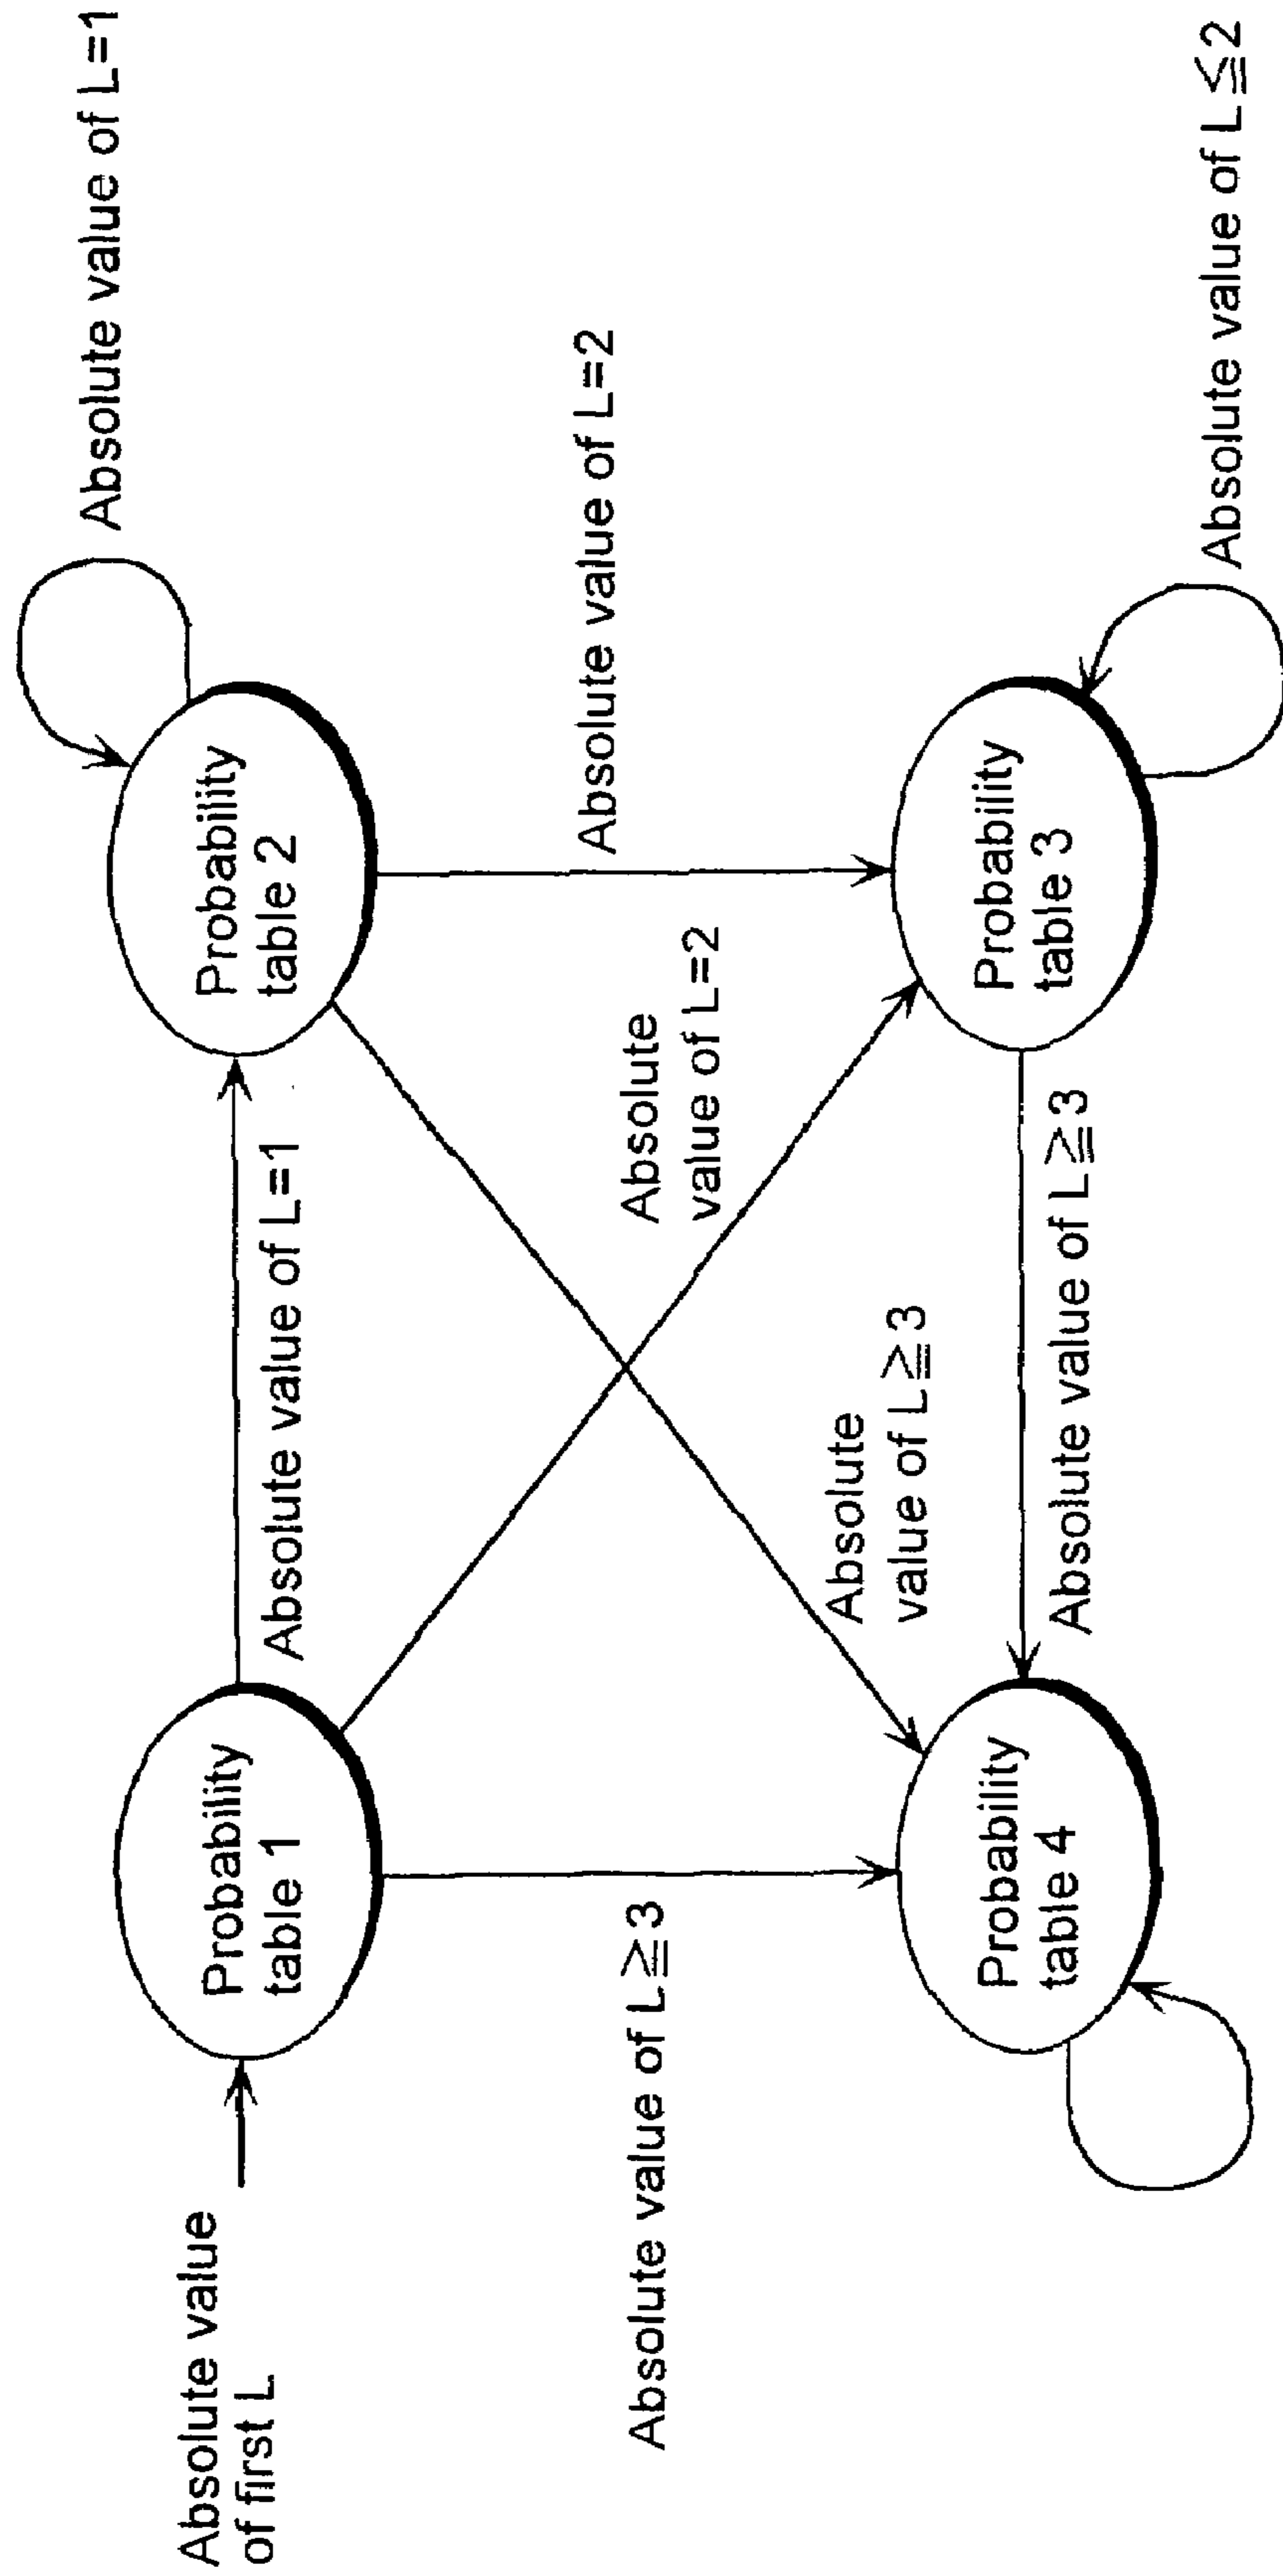 Absolute value
of first L
Probability
table 1
Absolute value of L=1
Probability
table 2
Absolute value of L=1
Absolute value of L≧3
Absolute
value of L≧3
Absolute
value of L=2
Absolute value of L=2
Probability
table 4
Absolute value of L≧3
Probability
table 3
Absolute value of L≦2